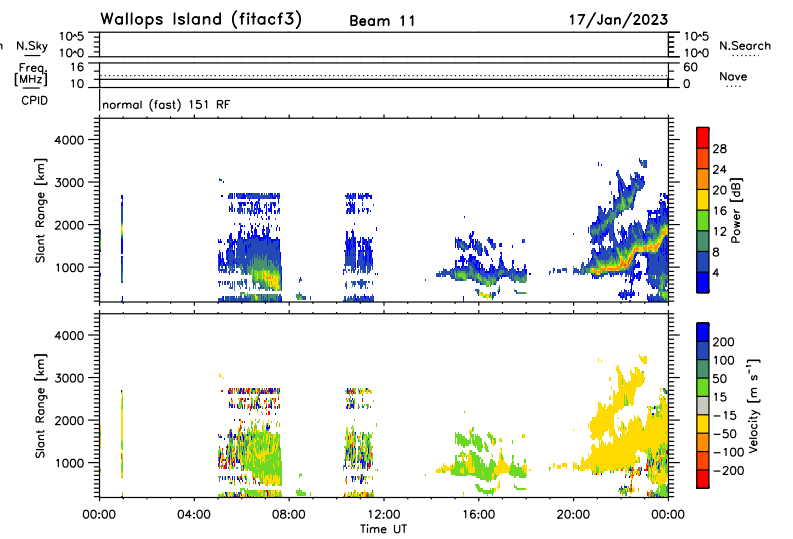 Wallops Island (fitacf3) Beam 11 17/Jan/2023
n N.Sky 10^5 10^0 10^5 10^0 N.Search
Freq. [MHz] 16 10 60 0 Nave
CPID normal (fast) 151 RF
Slant Range [km] 4000 3000 2000 1000
28 24 20 16 12 8 4 Power [dB]
Slant Range [km] 4000 3000 2000 1000
200 100 50 15 −15 −50 −100 −200 Velocity [m s⁻¹]
00:00 04:00 08:00 12:00 16:00 20:00 00:00
Time UT